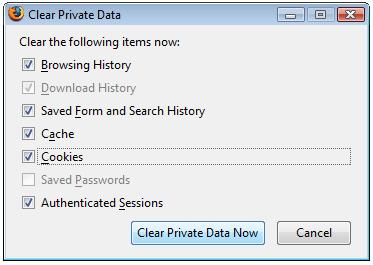 Clear Private Data
Clear the following items now:
Browsing History
Download History
Saved Form and Search History
Cache
Cookies
Saved Passwords
Authenticated Sessions
Clear Private Data Now
Cancel